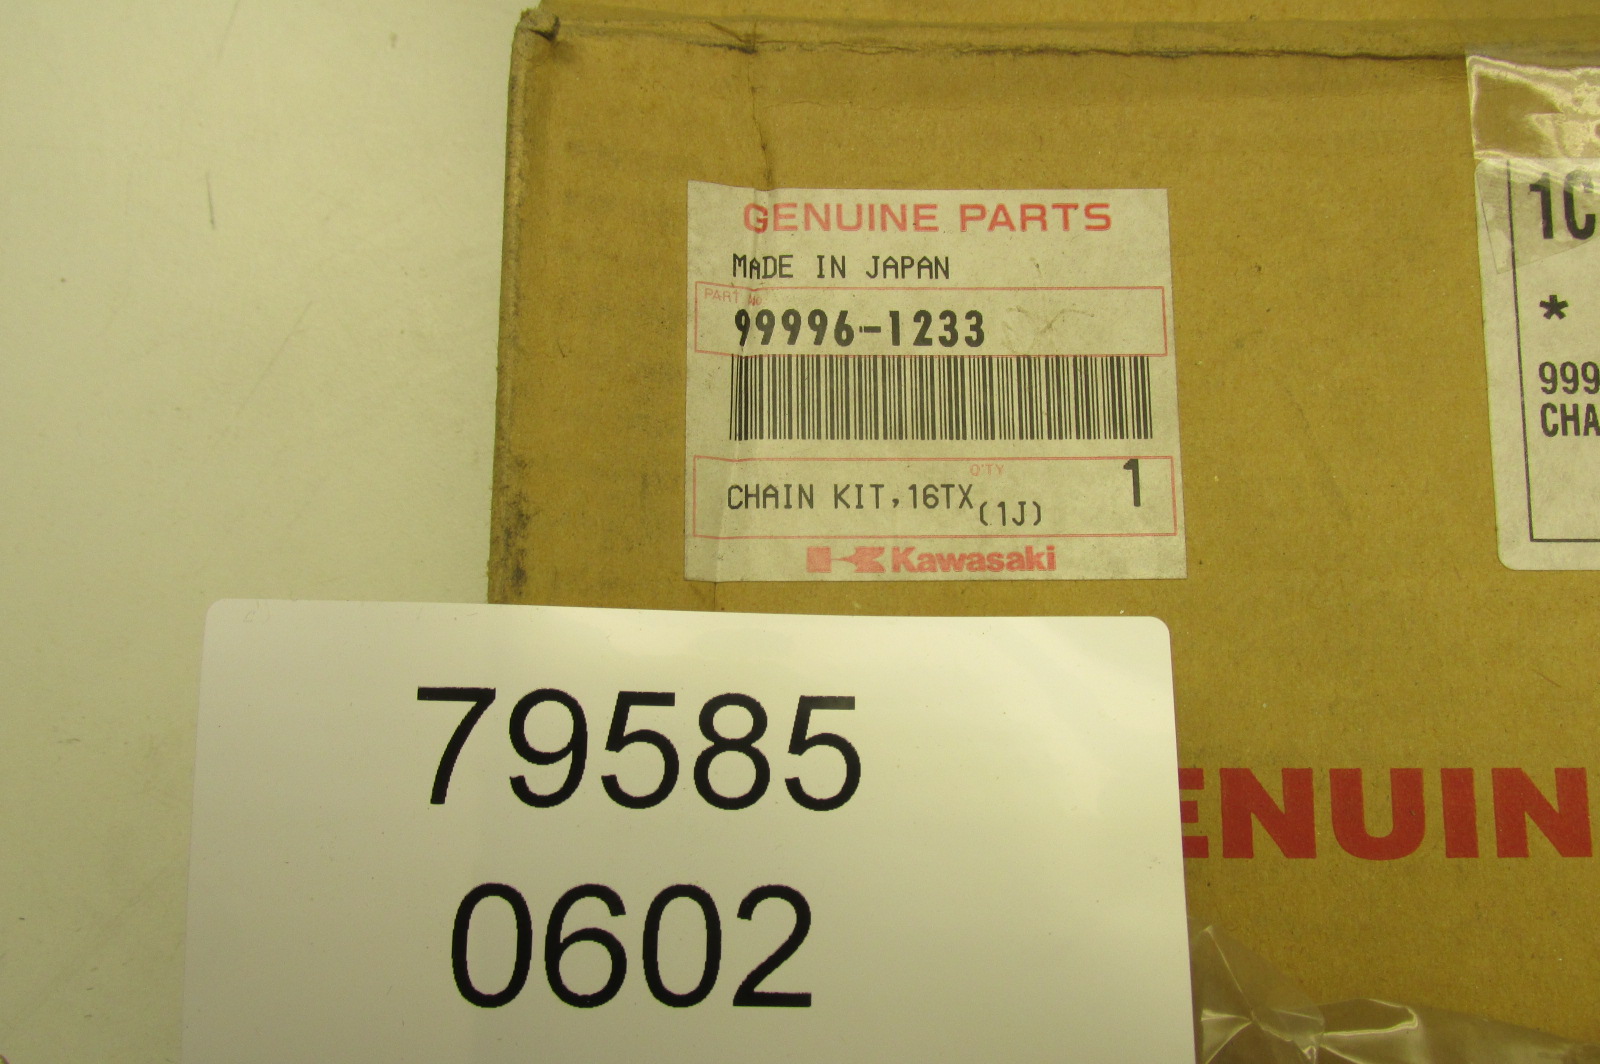 GENUINE PARTS
MADE IN JAPAN
PART No.
99996-1233
Q'TY
CHAIN KIT,16TX(1J) 1
Kawasaki
1C
*
999
CHA
79585
0602
ENUIN